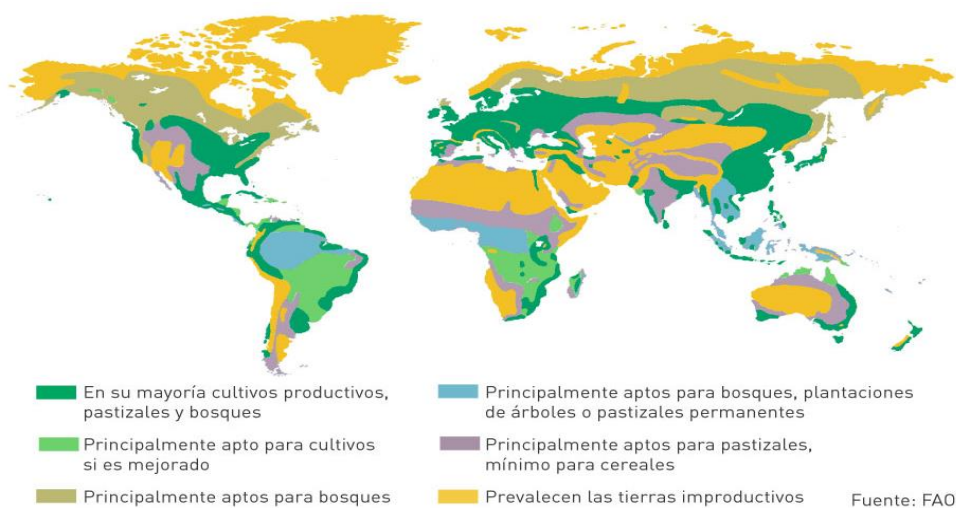 En su mayoría cultivos productivos,
pastizales y bosques
Principalmente apto para cultivos
si es mejorado
Principalmente aptos para bosques
Principalmente aptos para bosques, plantaciones
de árboles o pastizales permanentes
Principalmente aptos para pastizales,
mínimo para cereales
Prevalecen las tierras improductivos
Fuente: FAO